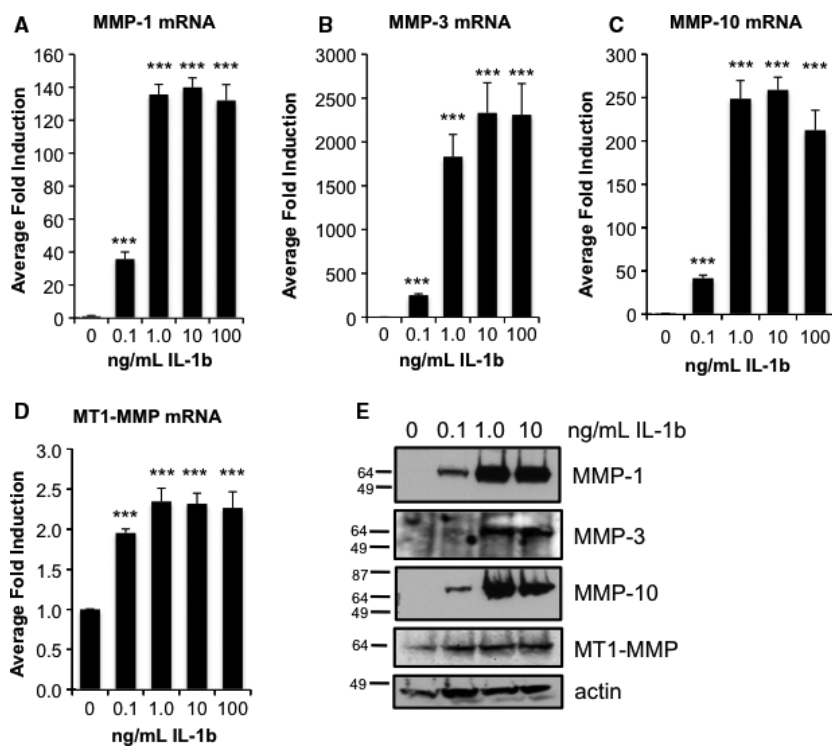 A
MMP-1 mRNA
Average Fold Induction
160
140
120
100
80
60
40
20
0
***
***
***
***
0 0.1 1.0 10 100
ng/mL IL-1b
B
MMP-3 mRNA
Average Fold Induction
3000
2500
2000
1500
1000
500
0
***
***
***
***
0 0.1 1.0 10 100
ng/mL IL-1b
C
MMP-10 mRNA
Average Fold Induction
300
250
200
150
100
50
0
***
***
***
***
0 0.1 1.0 10 100
ng/mL IL-1b
D
MT1-MMP mRNA
Average Fold Induction
3.0
2.5
2.0
1.5
1.0
0.5
0.0
***
***
***
***
0 0.1 1.0 10 100
ng/mL IL-1b
E
0 0.1 1.0 10 ng/mL IL-1b
64
49
MMP-1
64
49
MMP-3
87
64
49
MMP-10
64
MT1-MMP
49
actin